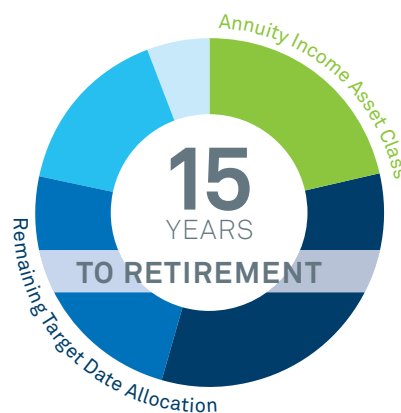 Annuity Income Asset Class
15
YEARS
TO RETIREMENT
Remaining Target Date Allocation